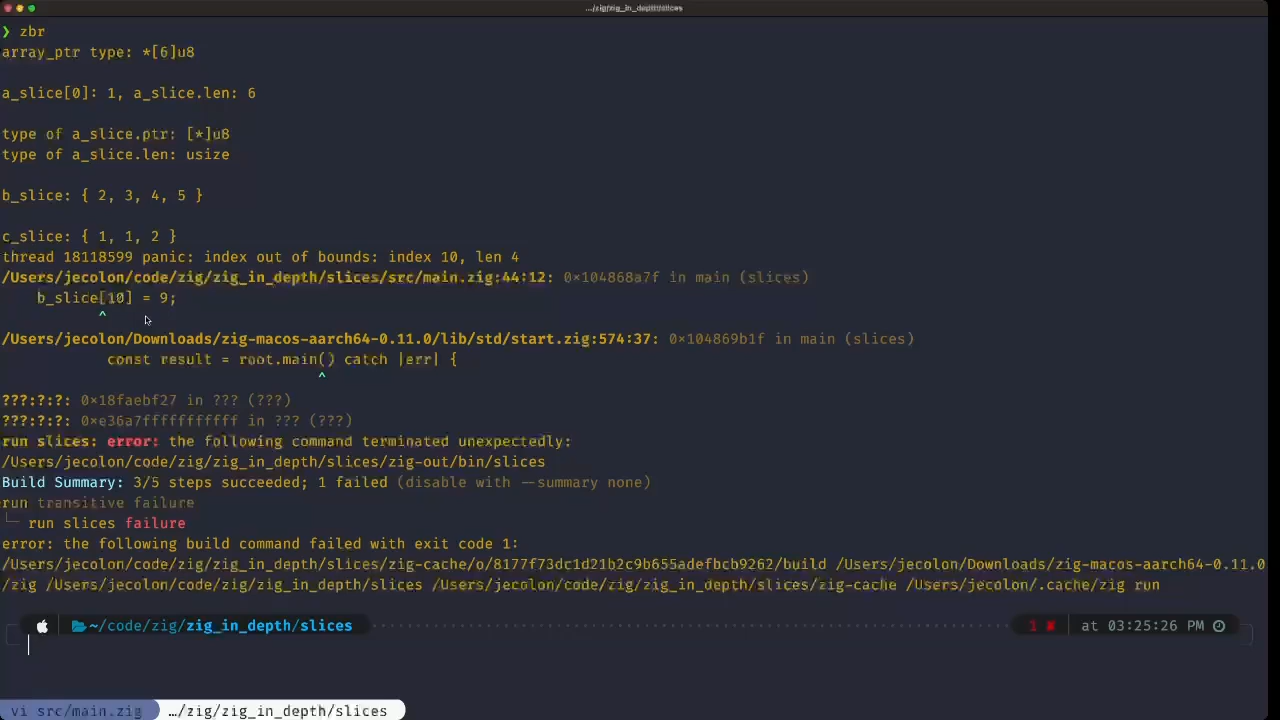 …/zig/zig_in_depth/slices
❯ zbr
array_ptr type: *[6]u8
a_slice[0]: 1, a_slice.len: 6
type of a_slice.ptr: [*]u8
type of a_slice.len: usize
b_slice: { 2, 3, 4, 5 }
c_slice: { 1, 1, 2 }
thread 18118599 panic: index out of bounds: index 10, len 4
/Users/jecolon/code/zig/zig_in_depth/slices/src/main.zig:44:12: 0×104868a7f in main (slices)
b_slice[10] = 9;
^
/Users/jecolon/Downloads/zig-macos-aarch64-0.11.0/lib/std/start.zig:574:37: 0×104869b1f in main (slices)
const result = root.main() catch |err| {
^
???:?:?: 0×18faebf27 in ??? (???)
???:?:?: 0×e36a7fffffffffff in ??? (???)
run slices: error: the following command terminated unexpectedly:
/Users/jecolon/code/zig/zig_in_depth/slices/zig-out/bin/slices
Build Summary: 3/5 steps succeeded; 1 failed (disable with --summary none)
run transitive failure
└─ run slices failure
error: the following build command failed with exit code 1:
/Users/jecolon/code/zig/zig_in_depth/slices/zig-cache/o/8177f73dc1d21b2c9b655adefbcb9262/build /Users/jecolon/Downloads/zig-macos-aarch64-0.11.0
/zig /Users/jecolon/code/zig/zig_in_depth/slices /Users/jecolon/code/zig/zig_in_depth/slices/zig-cache /Users/jecolon/.cache/zig run
~/code/zig/zig_in_depth/slices 1 ✘ at 03:25:26 PM
vi src/main.zig …/zig/zig_in_depth/slices